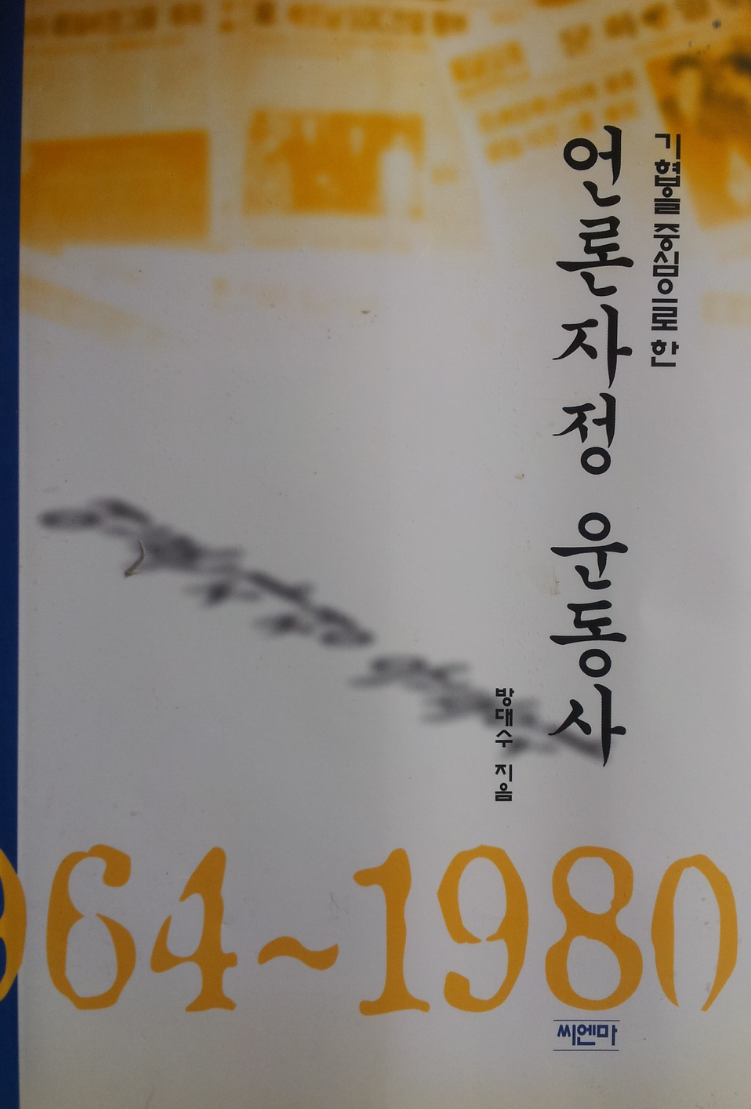 기협을 중심으로 한
언론자정 운동사
방대수 지음
964~1980
씨엔마